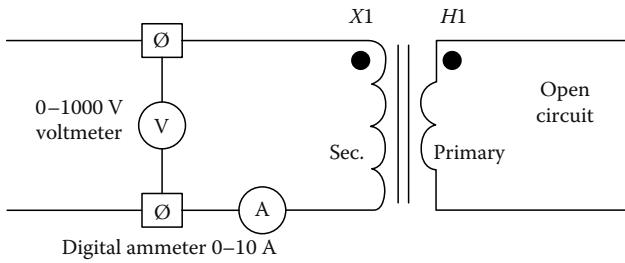 X1
H1
Ø
0–1000 V
voltmeter
V
Open
circuit
Sec.
Primary
Ø
A
Digital ammeter 0–10 A